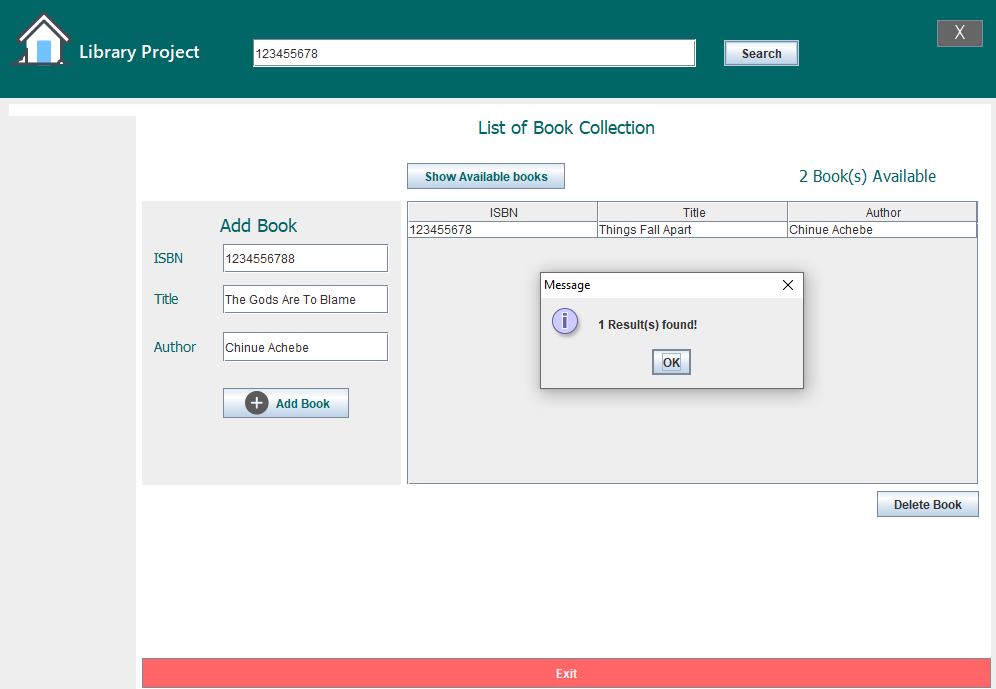 Library Project
123455678
Search
X
List of Book Collection
Show Available books
2 Book(s) Available
Add Book
ISBN
1234556788
Title
The Gods Are To Blame
Author
Chinue Achebe
Add Book
ISBN Title Author
123455678 Things Fall Apart Chinue Achebe
Message
1 Result(s) found!
OK
Delete Book
Exit